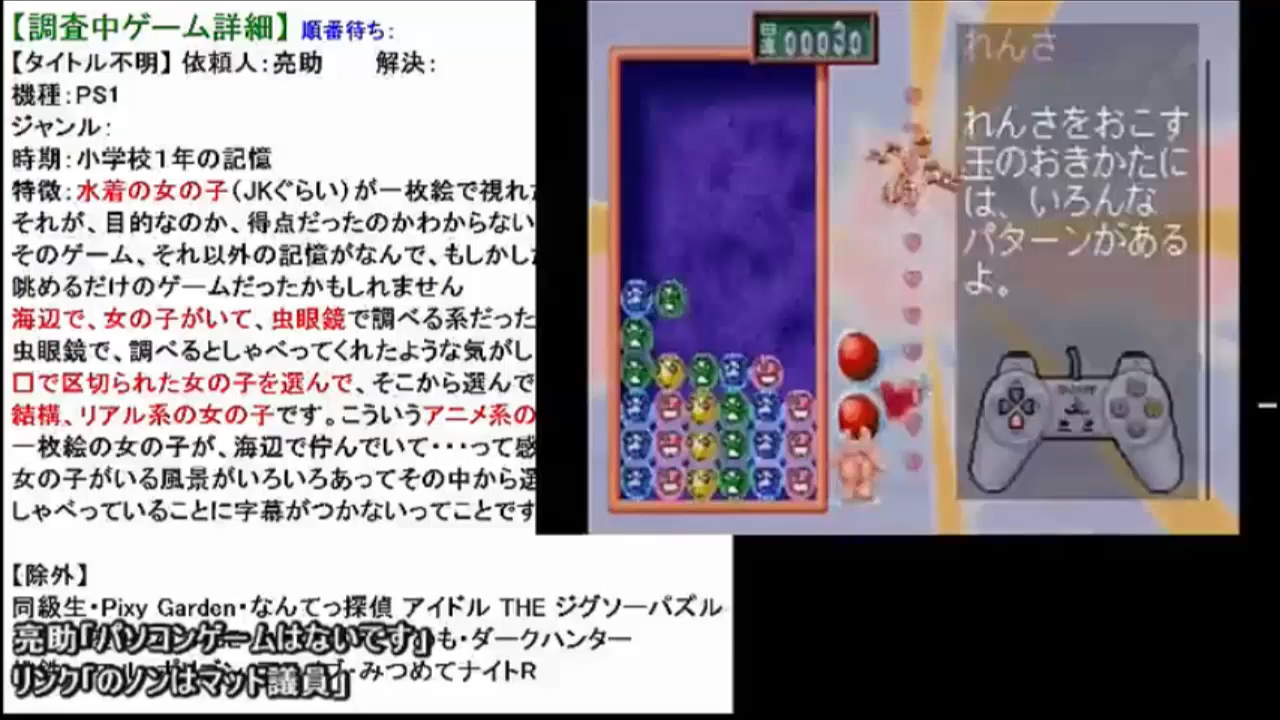 【調査中ゲーム詳細】 順番待ち：
【タイトル不明】 依頼人：亮助　　解決：
機種：PS1
ジャンル：
時期：小学校１年の記憶
特徴：水着の女の子（JKぐらい）が一枚絵で視れ
それが、目的なのか、得点だったのかわからない
そのゲーム、それ以外の記憶がなんで、もしかし
眺めるだけのゲームだったかもしれません
海辺で、女の子がいて、虫眼鏡で調べる系だった
虫眼鏡で、調べるとしゃべってくれたような気がし
口で区切られた女の子を選んで、そこから選んで
結構、リアル系の女の子です。こういうアニメ系の
一枚絵の女の子が、海辺で佇んでいて・・・って感
女の子がいる風景がいろいろあってその中から選
しゃべっていることに字幕がつかないってことです
【除外】
同級生・Pixy Garden・なんてっ探偵 アイドル THE ジグソーパズル
も・ダークハンター
・みつめてナイトR
亮助「パソコンゲームはないです」
リンク「のノンはマッド議員」
00030
れんさ
れんさをおこす
玉のおきかたに
は、いろんな
パターンがある
よ。